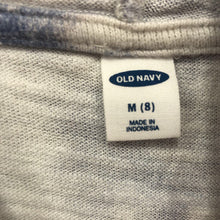 OLD NAVY
M (8)
MADE IN
INDONESIA